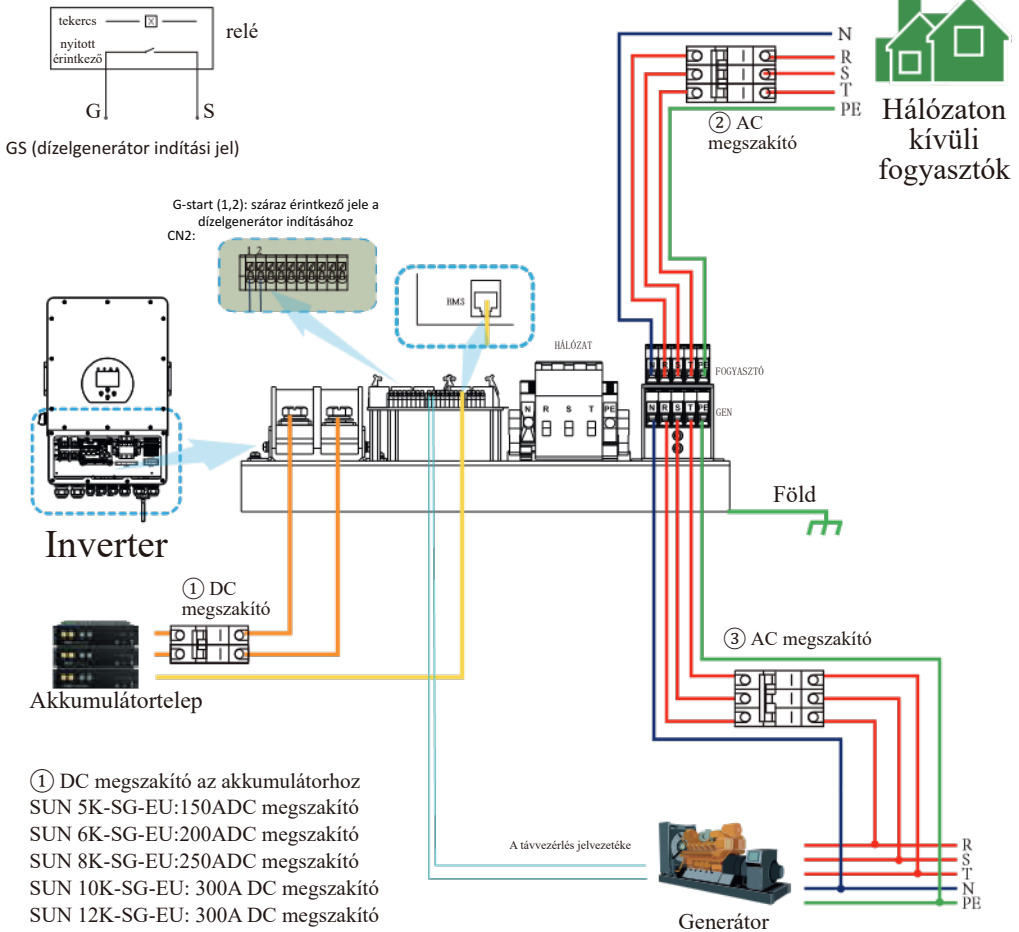 tekercs
nyitott
érintkező
relé
G
S
GS (dízelgenerátor indítási jel)
N
R
S
T
PE
② AC
megszakító
Hálózaton
kívüli
fogyasztók
G-start (1,2): száraz érintkező jele a
dízelgenerátor indításához
CN2:
1 2
BMS
HÁLÓZAT
FOGYASZTÓ
N R S T PE
N R S T PE
GEN
Föld
Inverter
① DC
megszakító
Akkumulátortelep
③ AC megszakító
① DC megszakító az akkumulátorhoz
SUN 5K-SG-EU:150ADC megszakító
SUN 6K-SG-EU:200ADC megszakító
SUN 8K-SG-EU:250ADC megszakító
SUN 10K-SG-EU: 300A DC megszakító
SUN 12K-SG-EU: 300A DC megszakító
A távvezérlés jelvezetéke
Generátor
R
S
T
N
PE